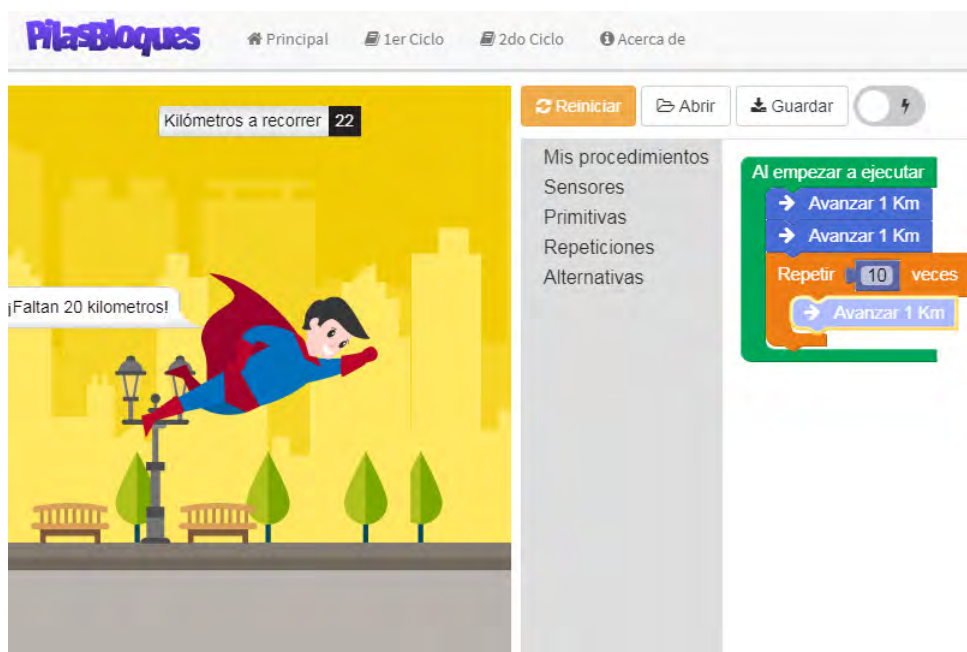 PilasBloques
Principal
1er Ciclo
2do Ciclo
Acerca de
Kilómetros a recorrer 22
¡Faltan 20 kilometros!
Reiniciar
Abrir
Guardar
Mis procedimientos
Sensores
Primitivas
Repeticiones
Alternativas
Al empezar a ejecutar
Avanzar 1 Km
Avanzar 1 Km
Repetir 10 veces
Avanzar 1 Km